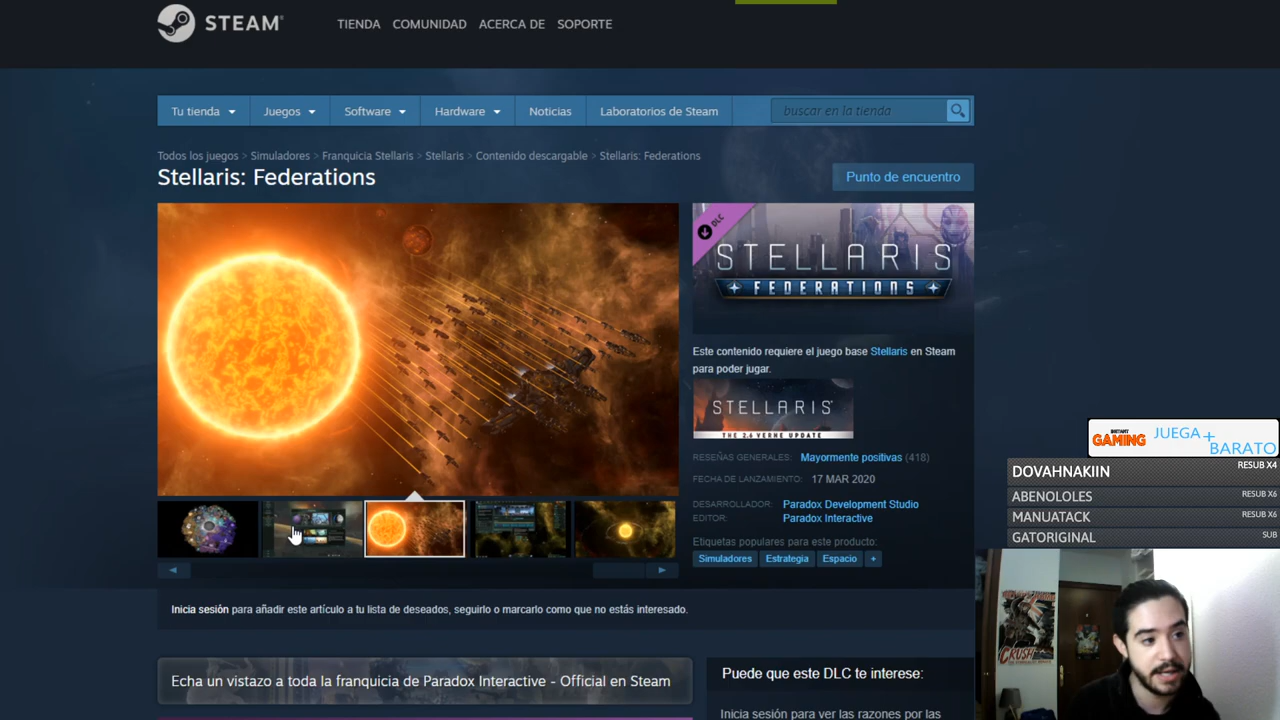 STEAM
TIENDA COMUNIDAD ACERCA DE SOPORTE
Tu tienda Juegos Software Hardware Noticias Laboratorios de Steam buscar en la tienda
Todos los juegos > Simuladores > Franquicia Stellaris > Stellaris > Contenido descargable > Stellaris: Federations
Stellaris: Federations
Punto de encuentro
DLC
STELLARIS
FEDERATIONS
Este contenido requiere el juego base Stellaris en Steam
para poder jugar.
STELLARIS
THE 2.6 VERNE UPDATE
RESEÑAS GENERALES: Mayormente positivas (418)
FECHA DE LANZAMIENTO: 17 MAR 2020
DESARROLLADOR: Paradox Development Studio
EDITOR: Paradox Interactive
Etiquetas populares para este producto:
Simuladores Estrategia Espacio +
Inicia sesión para añadir este artículo a tu lista de deseados, seguirlo o marcarlo como que no estás interesado.
Echa un vistazo a toda la franquicia de Paradox Interactive - Official en Steam
Puede que este DLC te interese:
Inicia sesión para ver las razones por las
INSTANT
GAMING
JUEGA+
BARATO
DOVAHNAKIIN RESUB X4
ABENOLOLES RESUB X6
MANUATACK RESUB X6
GATORIGINAL SUB
CRUSH